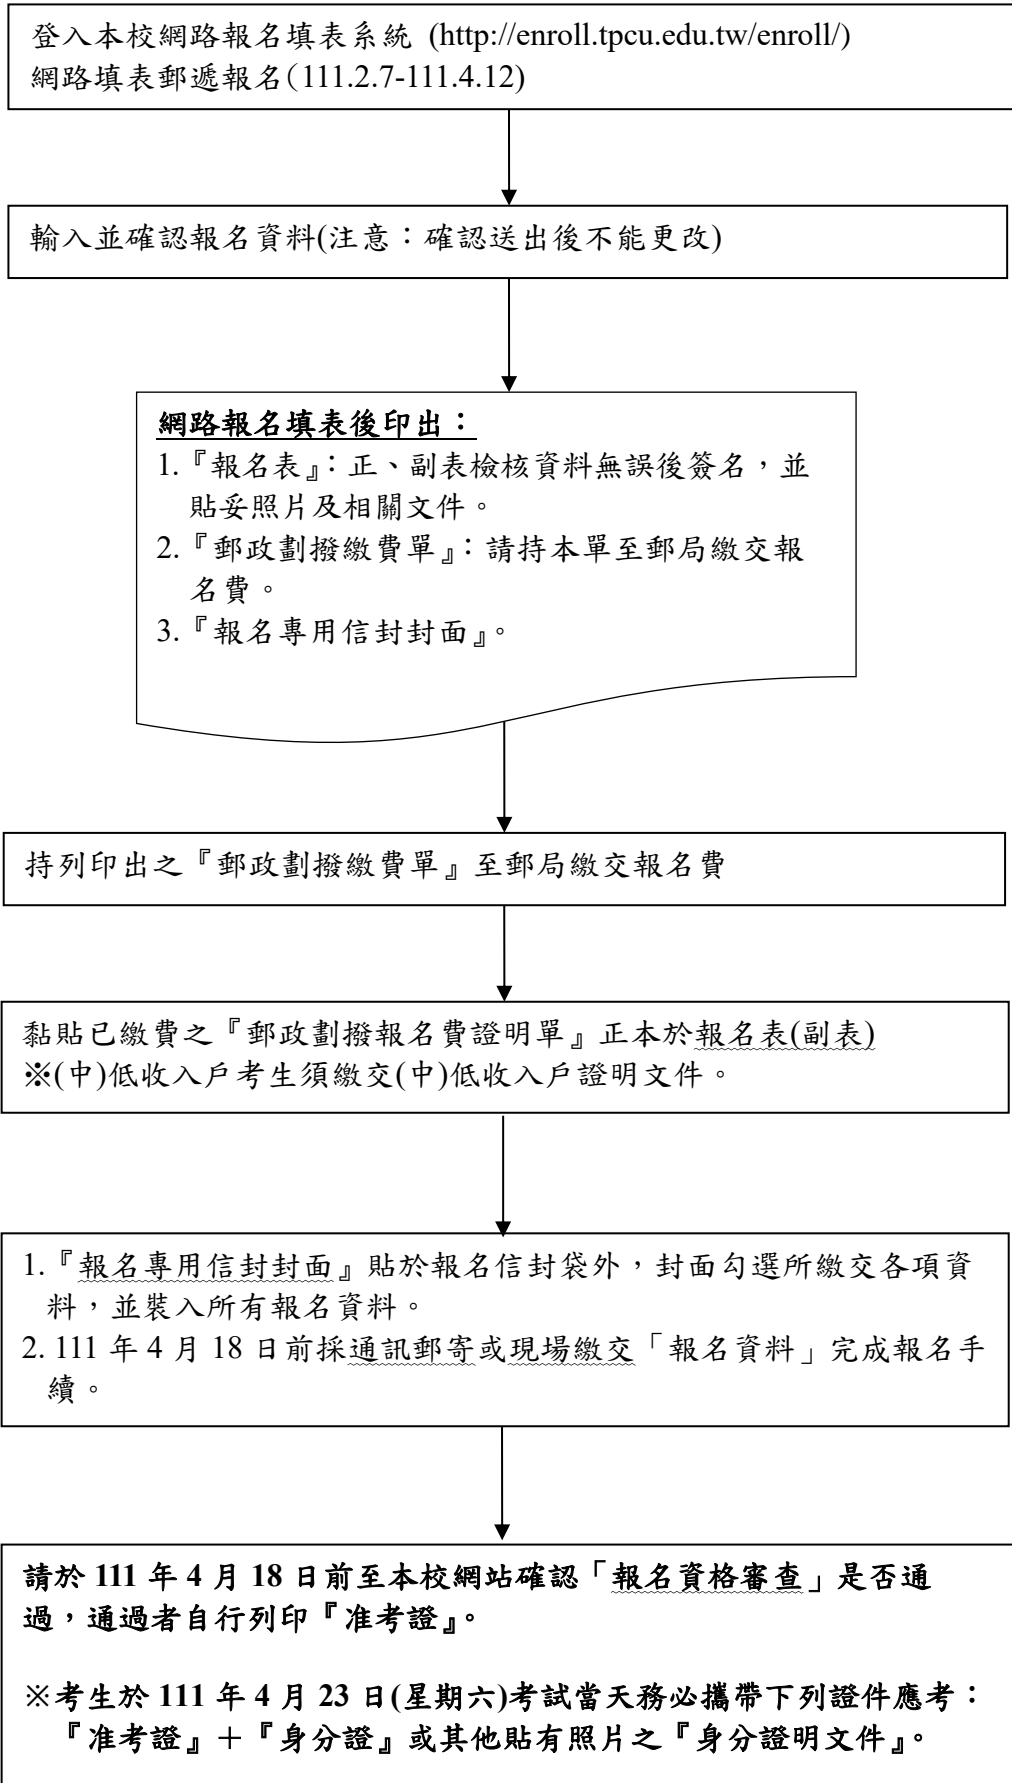 登入本校網路報名填表系統 (http://enroll.tpcu.edu.tw/enroll/)
網路填表郵遞報名(111.2.7-111.4.12)
輸入並確認報名資料(注意：確認送出後不能更改)
網路報名填表後印出：
1.『報名表』：正、副表檢核資料無誤後簽名，並
貼妥照片及相關文件。
2.『郵政劃撥繳費單』：請持本單至郵局繳交報
名費。
3.『報名專用信封封面』。
持列印出之『郵政劃撥繳費單』至郵局繳交報名費
黏貼已繳費之『郵政劃撥報名費證明單』正本於報名表(副表)
※(中)低收入戶考生須繳交(中)低收入戶證明文件。
1.『報名專用信封封面』貼於報名信封袋外，封面勾選所繳交各項資
料，並裝入所有報名資料。
2. 111 年 4 月 18 日前採通訊郵寄或現場繳交「報名資料」完成報名手
續。
請於 111 年 4 月 18 日前至本校網站確認「報名資格審查」是否通
過，通過者自行列印『准考證』。
※考生於 111 年 4 月 23 日(星期六)考試當天務必攜帶下列證件應考：
『准考證』＋『身分證』或其他貼有照片之『身分證明文件』。